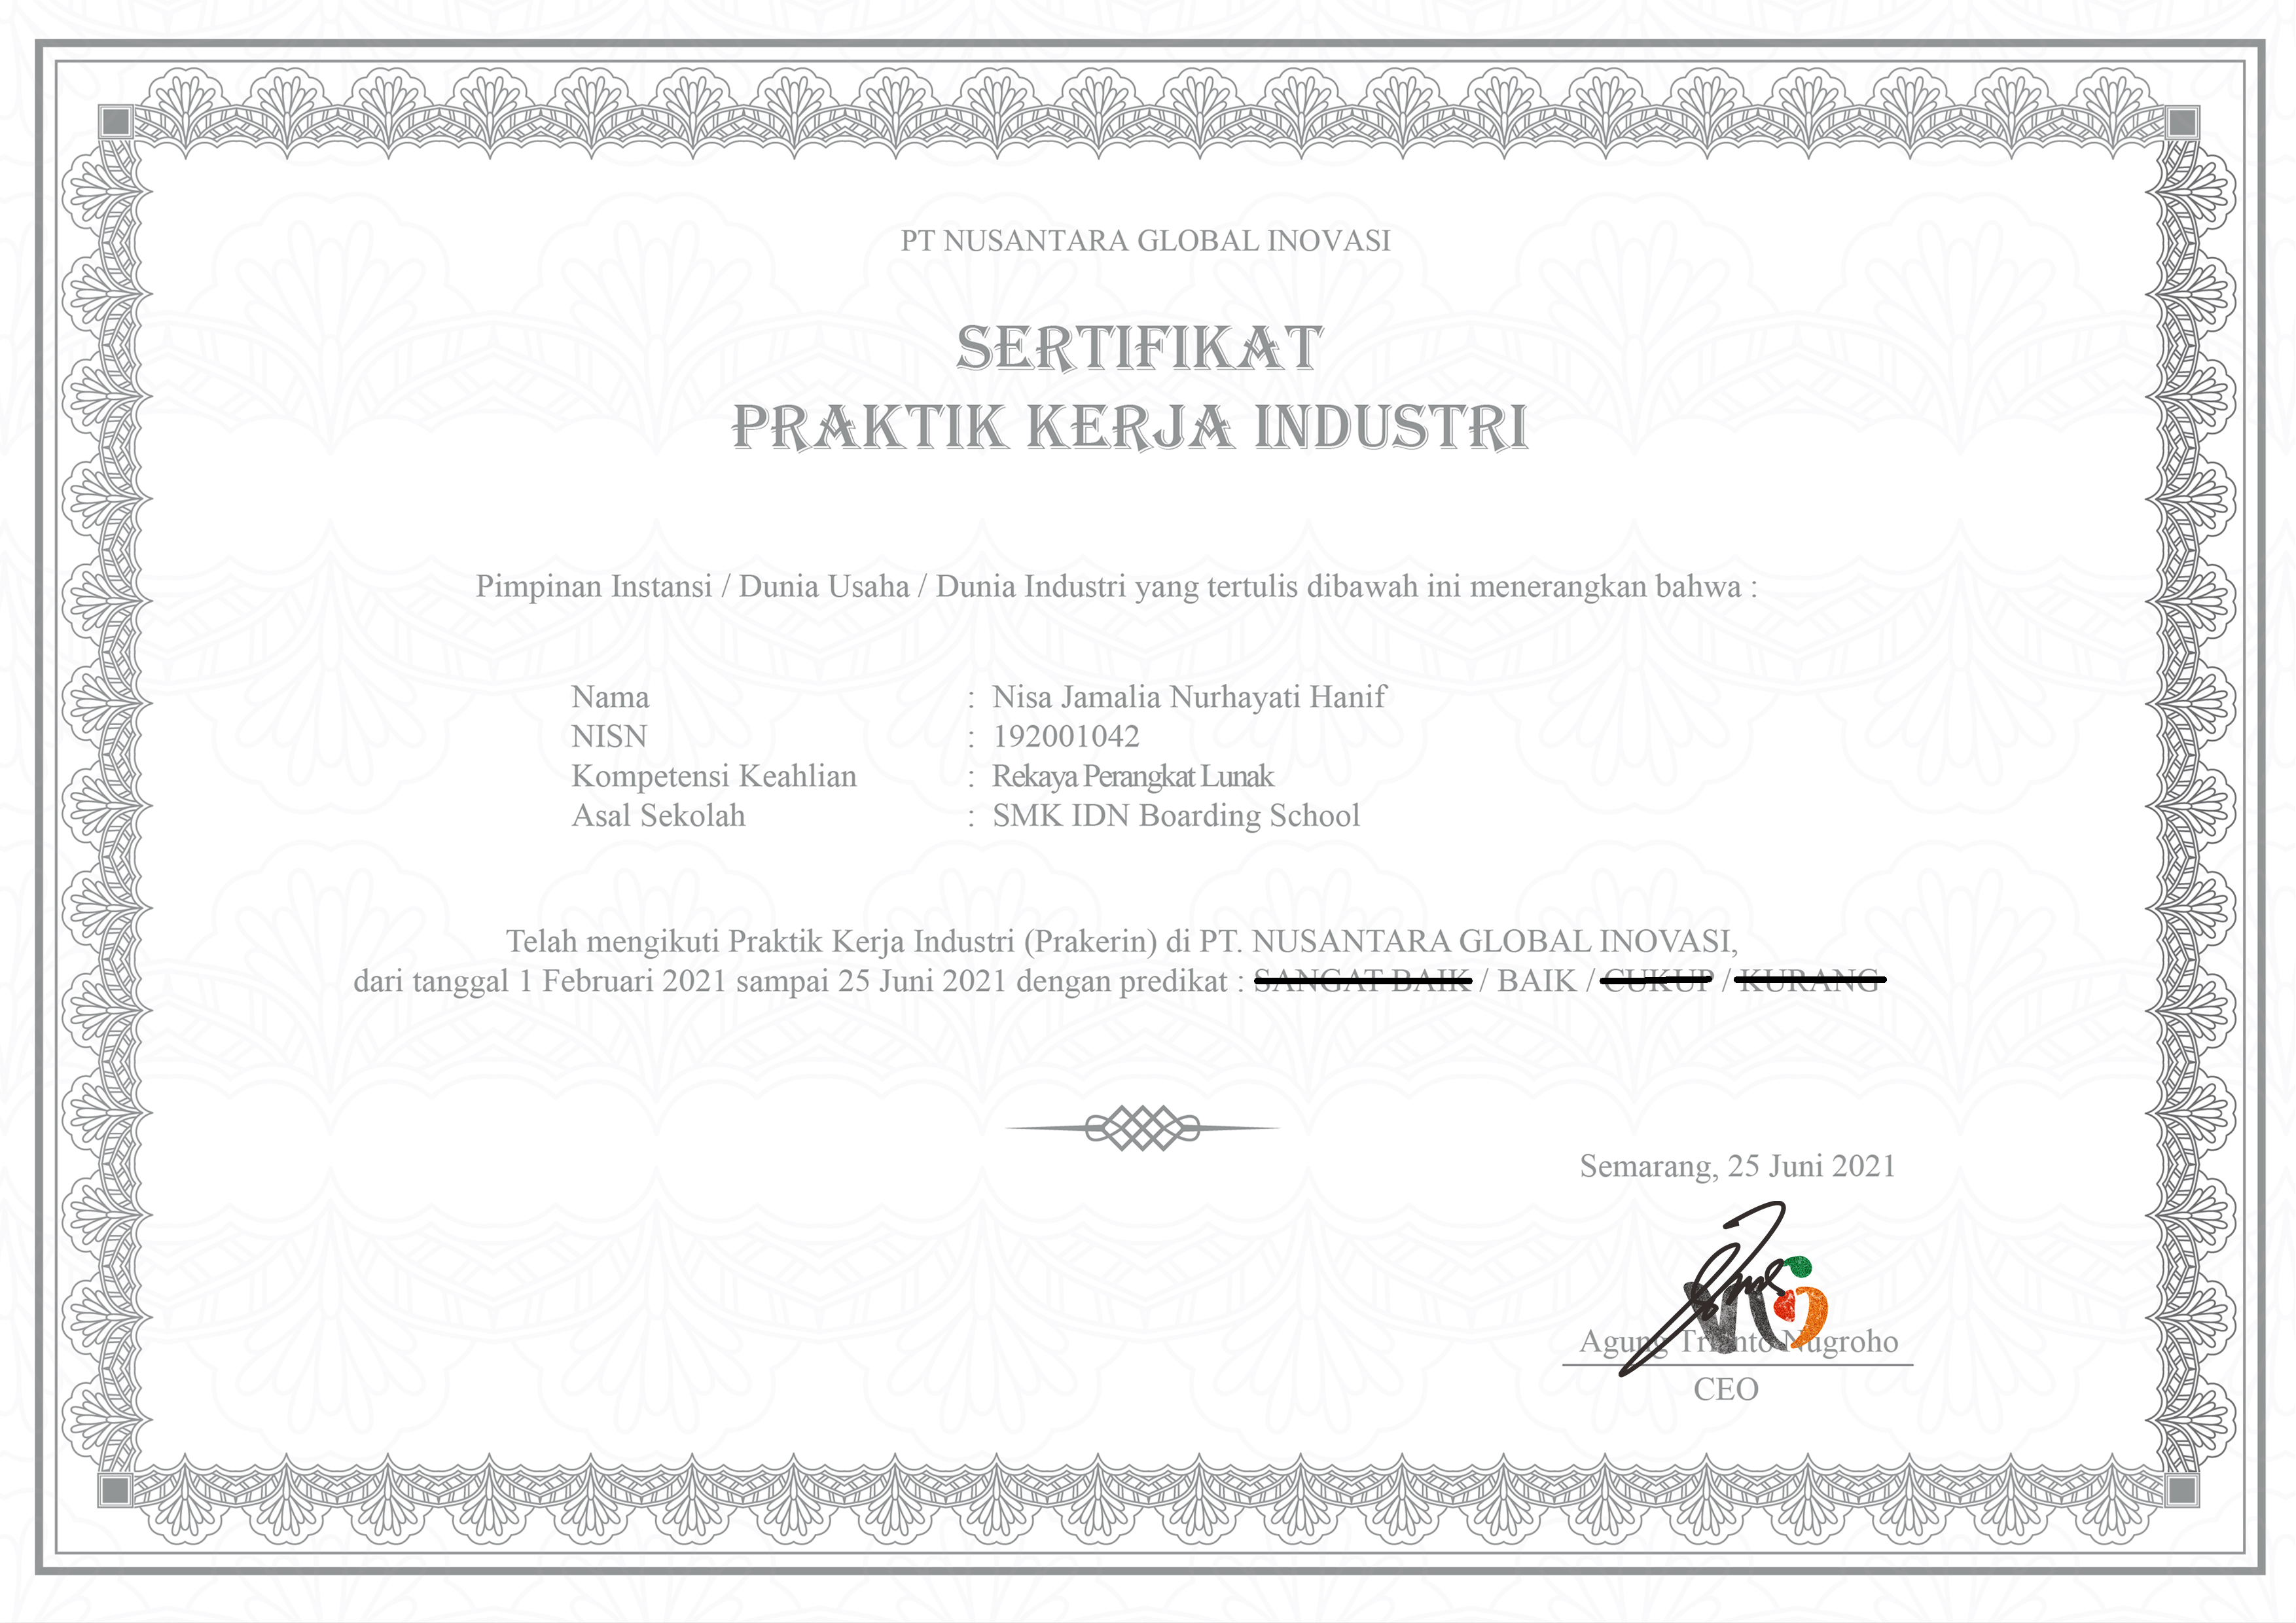 PT NUSANTARA GLOBAL INOVASI
SERTIFIKAT
PRAKTIK KERJA INDUSTRI
Pimpinan Instansi / Dunia Usaha / Dunia Industri yang tertulis dibawah ini menerangkan bahwa :
Nama : Nisa Jamalia Nurhayati Hanif
NISN : 192001042
Kompetensi Keahlian : Rekaya Perangkat Lunak
Asal Sekolah : SMK IDN Boarding School
Telah mengikuti Praktik Kerja Industri (Prakerin) di PT. NUSANTARA GLOBAL INOVASI,
dari tanggal 1 Februari 2021 sampai 25 Juni 2021 dengan predikat : SANGAT BAIK / BAIK / CUKUP / KURANG
Semarang, 25 Juni 2021
Agung Trianto Nugroho
CEO